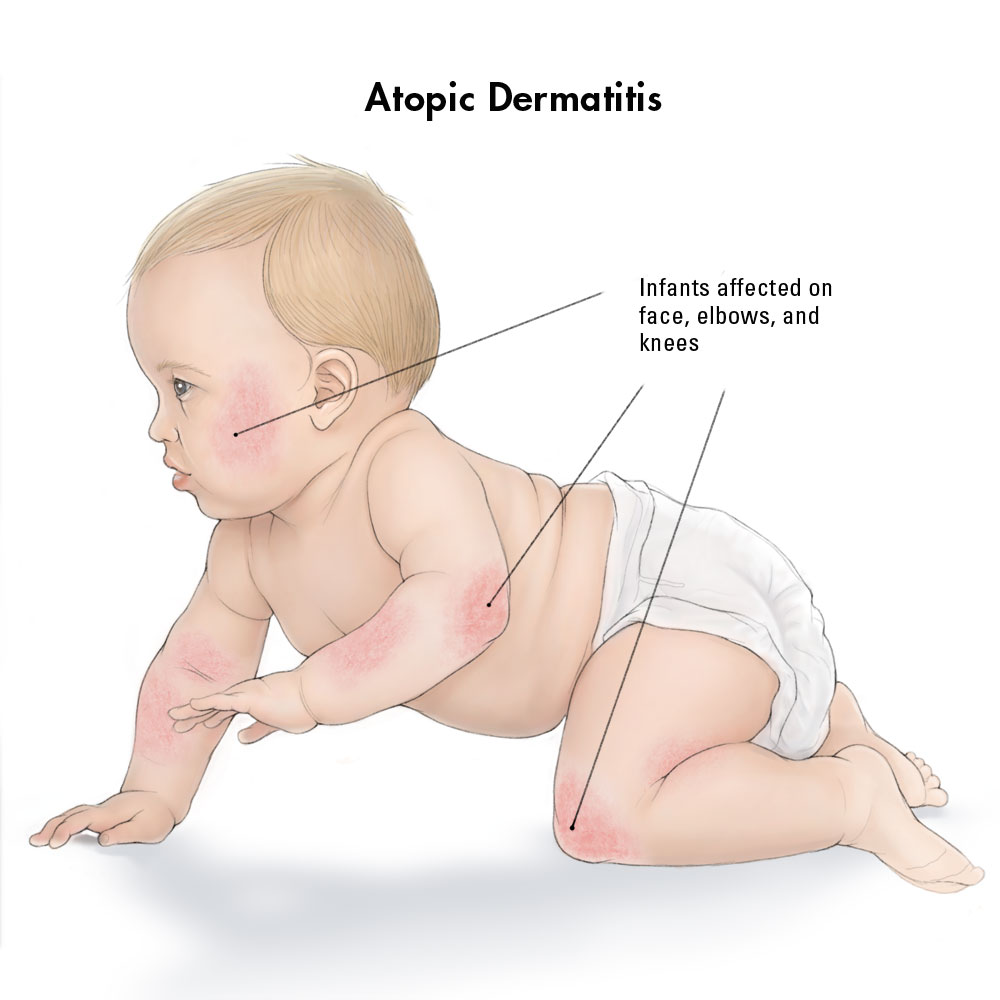 Atopic Dermatitis
Infants affected on
face, elbows, and
knees